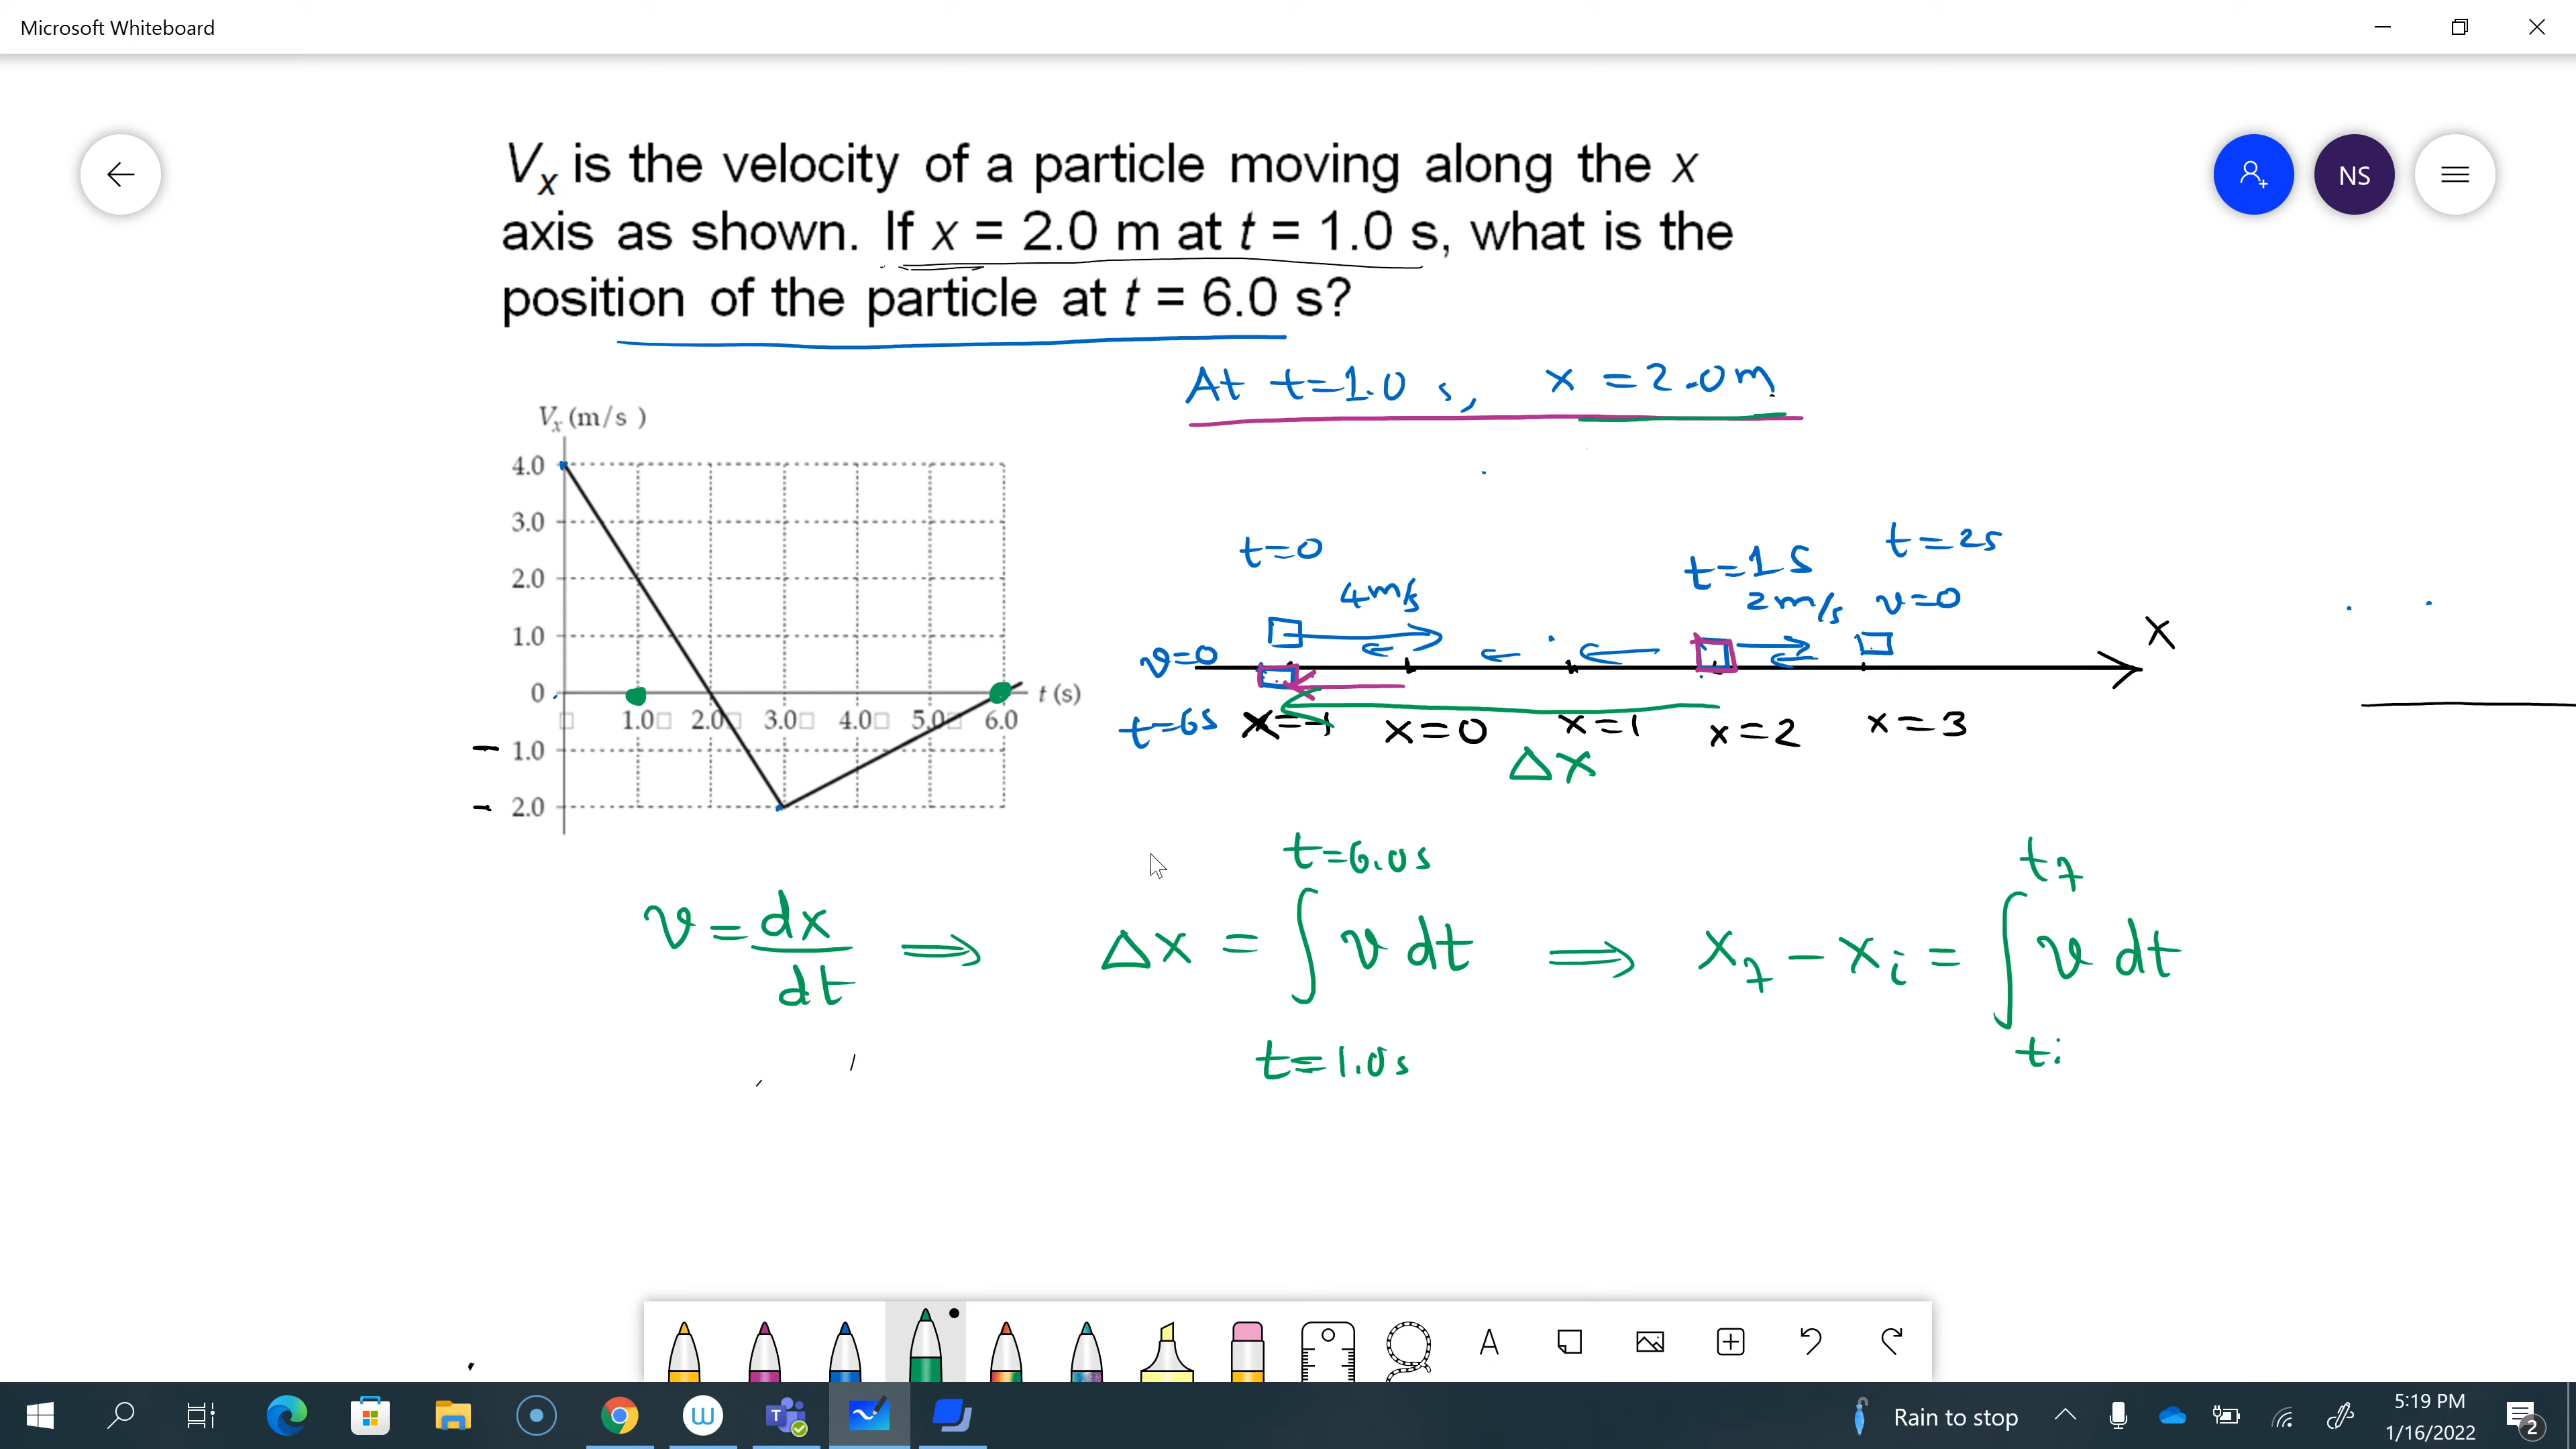 Microsoft Whiteboard
NS
Vx is the velocity of a particle moving along the x
axis as shown. If x = 2.0 m at t = 1.0 s, what is the
position of the particle at t = 6.0 s?
At t=1.0 s, x = 2.0m
Vx (m/s )
4.0
3.0
2.0
1.0
0
- 1.0
- 2.0
1.0 2.0 3.0 4.0 5.0 6.0
t (s)
t=0
4m/s
t=1S
2m/s
t=2s
v=0
x
v=0
t=6s
x=-1 x=0 x=1 x=2 x=3
Δx
v = dx/dt ⟹ Δx = ∫ v dt ⟹ xf - xi = ∫ v dt
t=6.0s
t=1.0s
tf
ti
A
T
W
Rain to stop
5:19 PM
1/16/2022
2